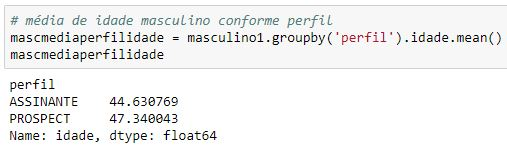 # média de idade masculino conforme perfil
mascmediaperfilidade = masculino1.groupby('perfil').idade.mean()
mascmediaperfilidade
perfil
ASSINANTE    44.630769
PROSPECT     47.340043
Name: idade, dtype: float64